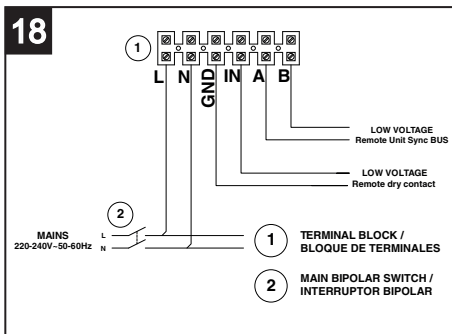 18
1
L N GND IN A B
LOW VOLTAGE
Remote Unit Sync BUS
LOW VOLTAGE
Remote dry contact
2
MAINS
220-240V~50-60Hz
L
N
1 TERMINAL BLOCK /
BLOQUE DE TERMINALES
2 MAIN BIPOLAR SWITCH /
INTERRUPTOR BIPOLAR